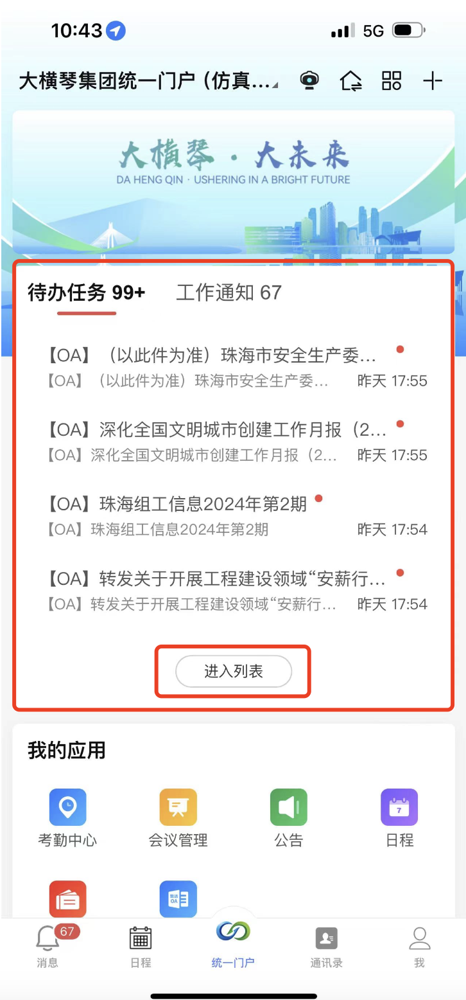 10:43 5G
大横琴集团统一门户（仿真...
大横琴·大未来
DA HENG QIN · USHERING IN A BRIGHT FUTURE
待办任务 99+ 工作通知 67
【OA】（以此件为准）珠海市安全生产委...
【OA】（以此件为准）珠海市安全生产委... 昨天 17:55
【OA】深化全国文明城市创建工作月报（2...
【OA】深化全国文明城市创建工作月报（2... 昨天 17:55
【OA】珠海组工信息2024年第2期
【OA】珠海组工信息2024年第2期 昨天 17:54
【OA】转发关于开展工程建设领域“安薪行...
【OA】转发关于开展工程建设领域“安薪行... 昨天 17:54
进入列表
我的应用
7
考勤中心 会议管理 公告 日程
致远
OA
67
消息 日程 统一门户 通讯录 我